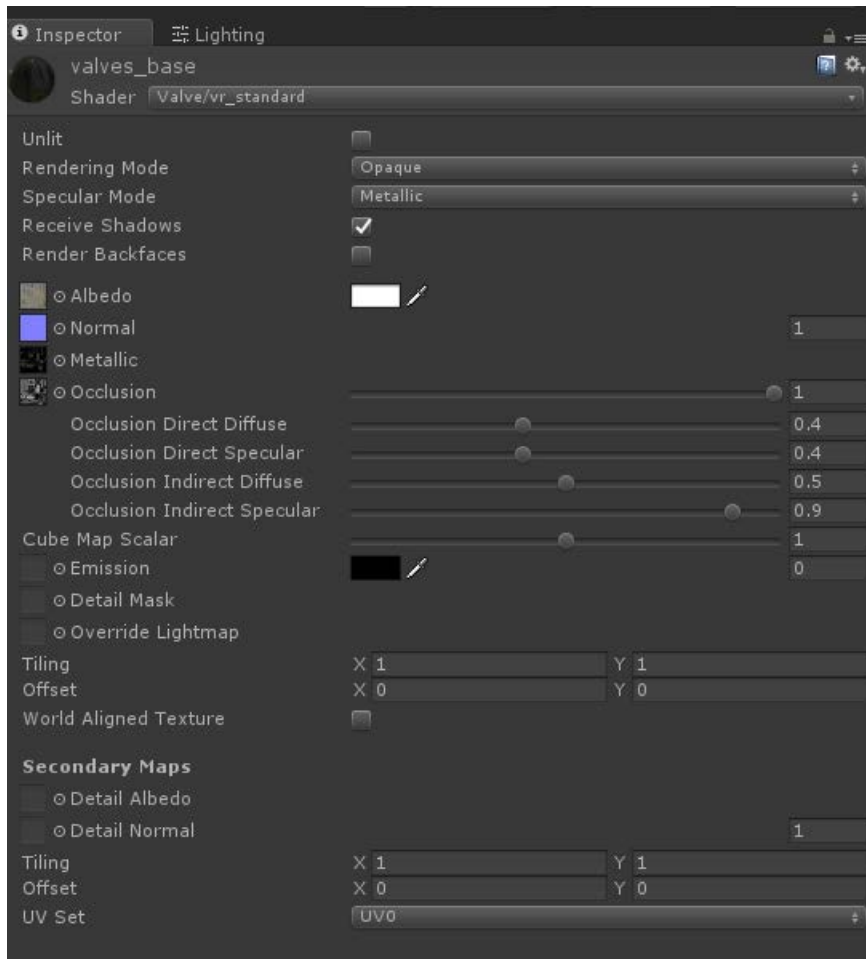 Inspector Lighting
valves_base
Shader Valve/vr_standard
Unlit
Rendering Mode Opaque
Specular Mode Metallic
Receive Shadows
Render Backfaces
Albedo
Normal 1
Metallic
Occlusion 1
Occlusion Direct Diffuse 0.4
Occlusion Direct Specular 0.4
Occlusion Indirect Diffuse 0.5
Occlusion Indirect Specular 0.9
Cube Map Scalar 1
Emission 0
Detail Mask
Override Lightmap
Tiling X 1 Y 1
Offset X 0 Y 0
World Aligned Texture
Secondary Maps
Detail Albedo
Detail Normal 1
Tiling X 1 Y 1
Offset X 0 Y 0
UV Set UV0